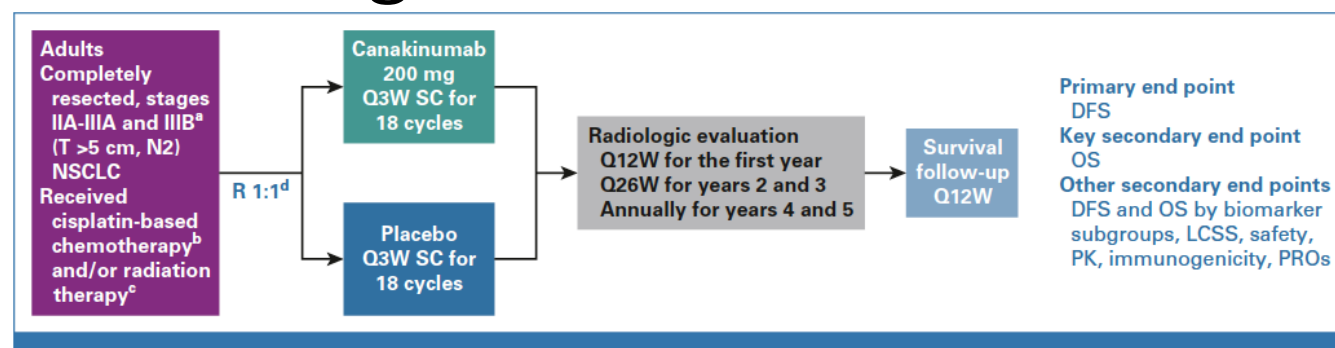 Adults
Completely
resected, stages
IIA-IIIA and IIIBa
(T >5 cm, N2)
NSCLC
Received
cisplatin-based
chemotherapyb
and/or radiation
therapyc
R 1:1d
Canakinumab
200 mg
Q3W SC for
18 cycles
Placebo
Q3W SC for
18 cycles
Radiologic evaluation
Q12W for the first year
Q26W for years 2 and 3
Annually for years 4 and 5
Survival
follow-up
Q12W
Primary end point
DFS
Key secondary end point
OS
Other secondary end points
DFS and OS by biomarker
subgroups, LCSS, safety,
PK, immunogenicity, PROs